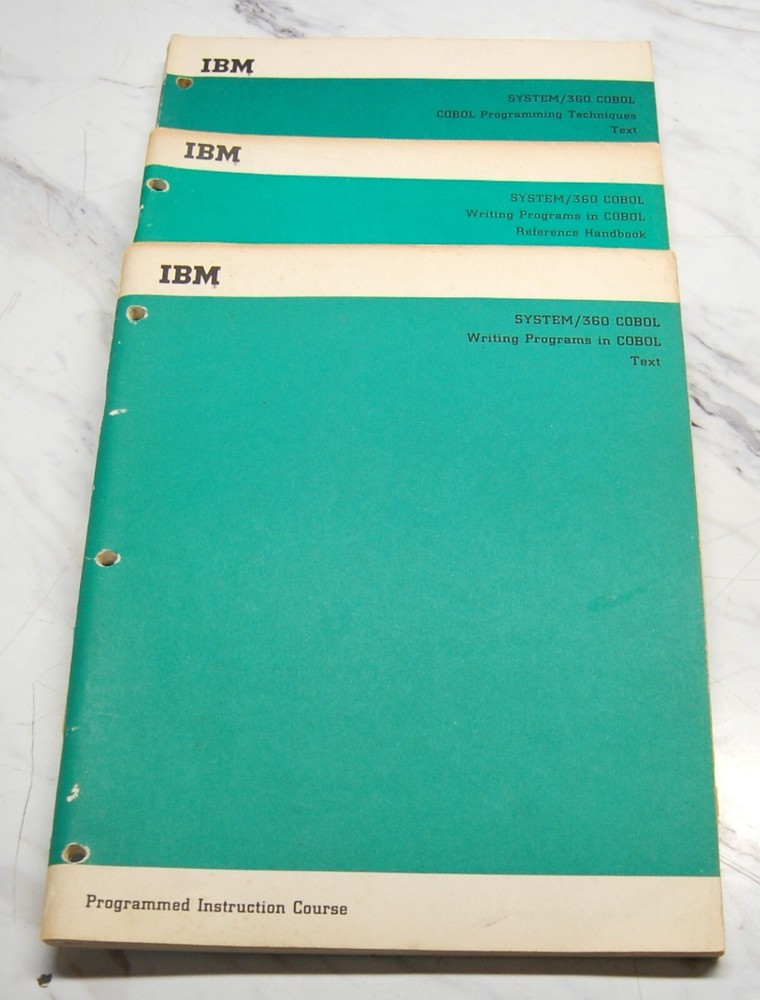 IBM
SYSTEM/360 COBOL
COBOL Programming Techniques
Text
IBM
SYSTEM/360 COBOL
Writing Programs in COBOL
Reference Handbook
IBM
SYSTEM/360 COBOL
Writing Programs in COBOL
Text
Programmed Instruction Course